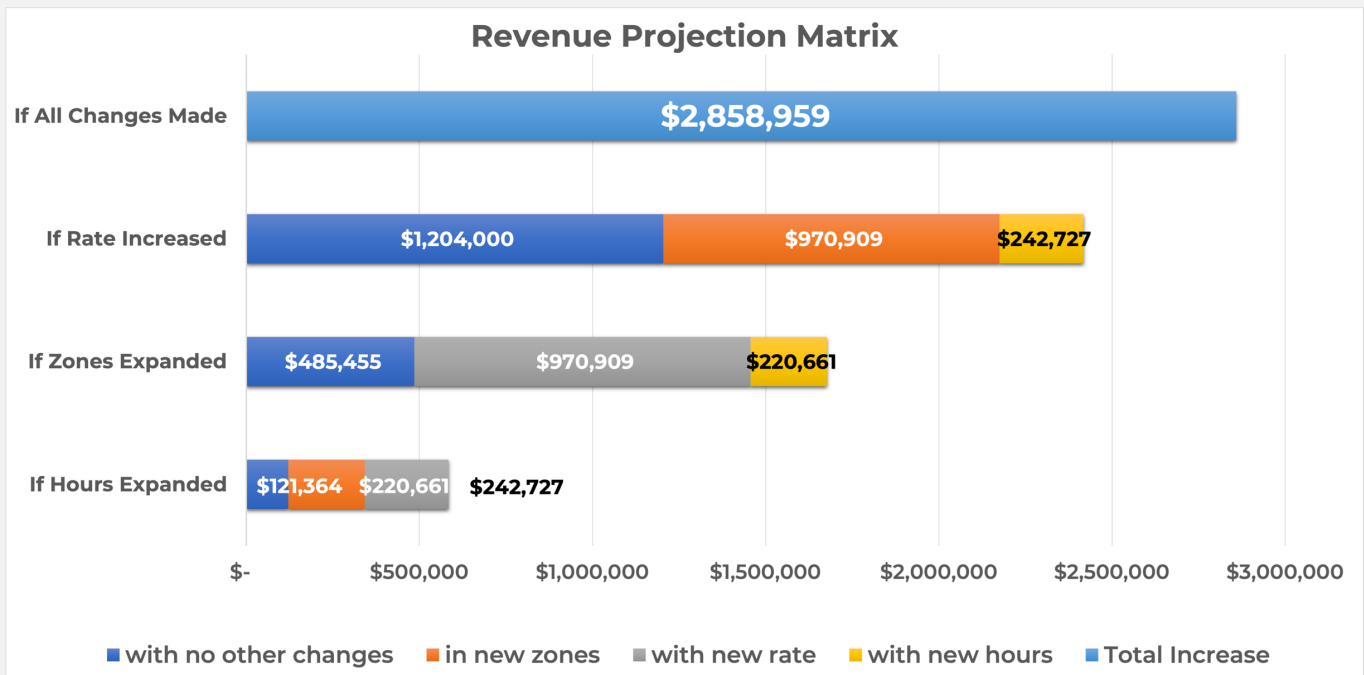 Revenue Projection Matrix
If All Changes Made
$2,858,959
If Rate Increased
$1,204,000
$970,909
$242,727
If Zones Expanded
$485,455
$970,909
$220,661
If Hours Expanded
$121,364
$220,661
$242,727
$-
$500,000
$1,000,000
$1,500,000
$2,000,000
$2,500,000
$3,000,000
with no other changes
in new zones
with new rate
with new hours
Total Increase